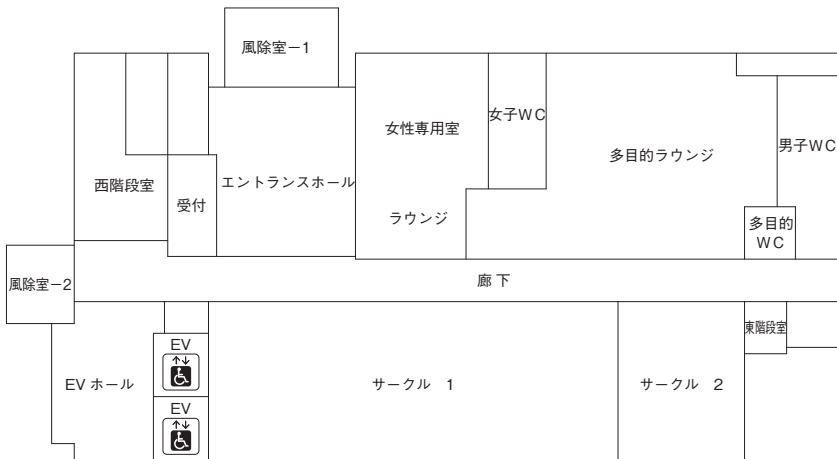 風除室－1
女性専用室
女子WC
多目的ラウンジ
男子WC
西階段室
受付
エントランスホール
ラウンジ
多目的
WC
風除室－2
廊下
EV
東階段室
EVホール
サークル 1
サークル 2
EV